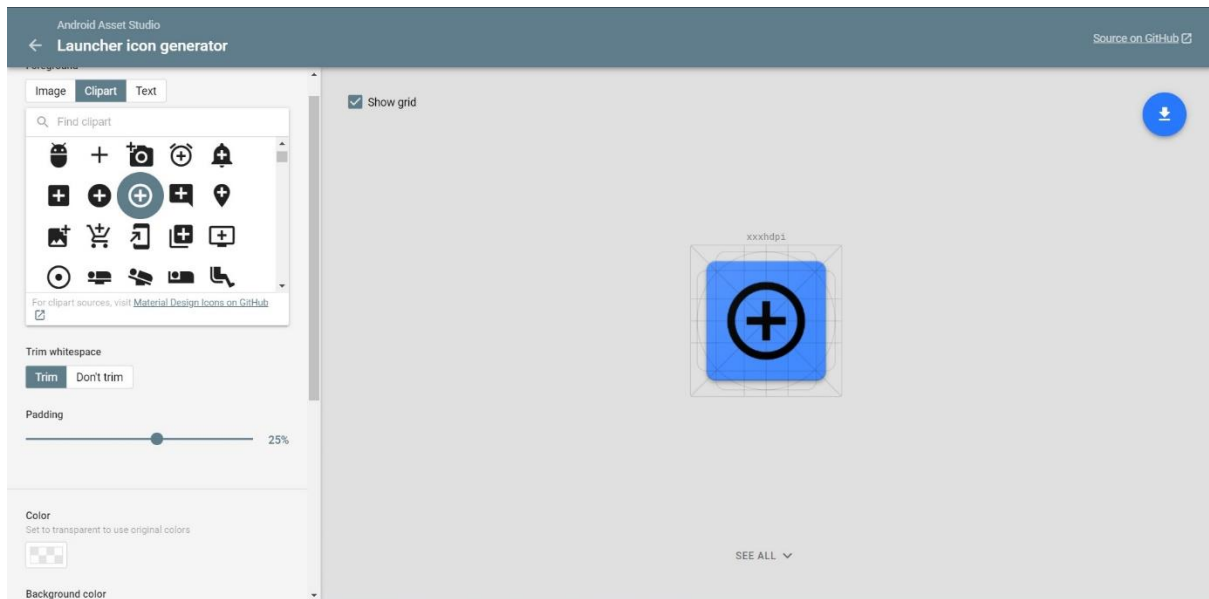 Android Asset Studio
Launcher icon generator
Source on GitHub
Foreground
Image Clipart Text
Find clipart
For clipart sources, visit Material Design Icons on GitHub
Trim whitespace
Trim Don't trim
Padding
25%
Color
Set to transparent to use original colors
Background color
Show grid
xxxhdpi
SEE ALL